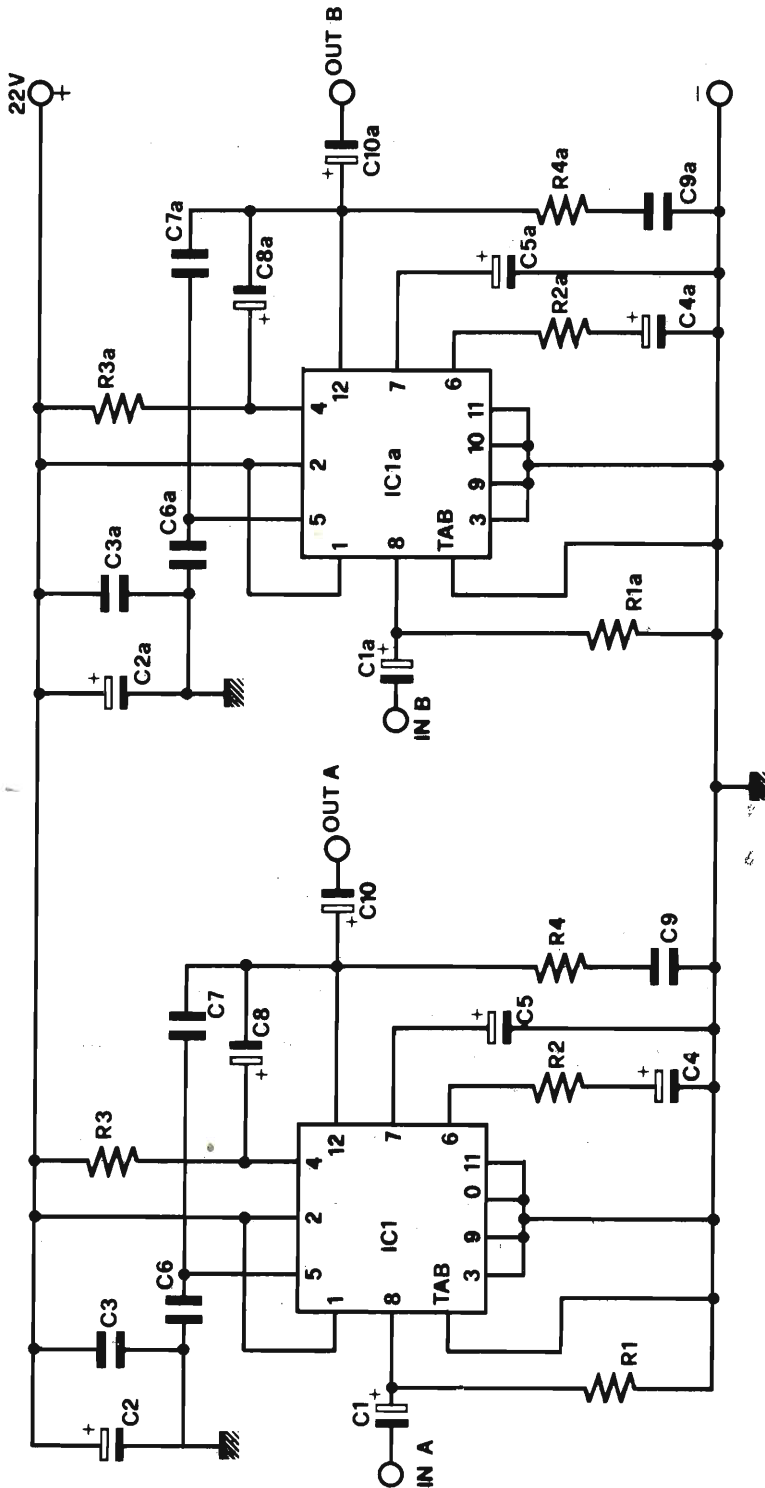 22V
+
OUT B
−
C10a
+
R4a
C9a
C7a
C8a
+
C5a
+
R2a
C4a
+
R3a
4
12
7
6
2
IC1a
11
10
9
3
5
1
8
TAB
C6a
C3a
C2a
+
C1a
+
IN B
R1a
OUT A
C10
+
R4
C9
C7
C8
+
C5
+
R2
C4
+
R3
4
12
7
6
2
IC1
11
0
9
3
5
1
8
TAB
C6
C3
C2
+
C1
+
IN A
R1